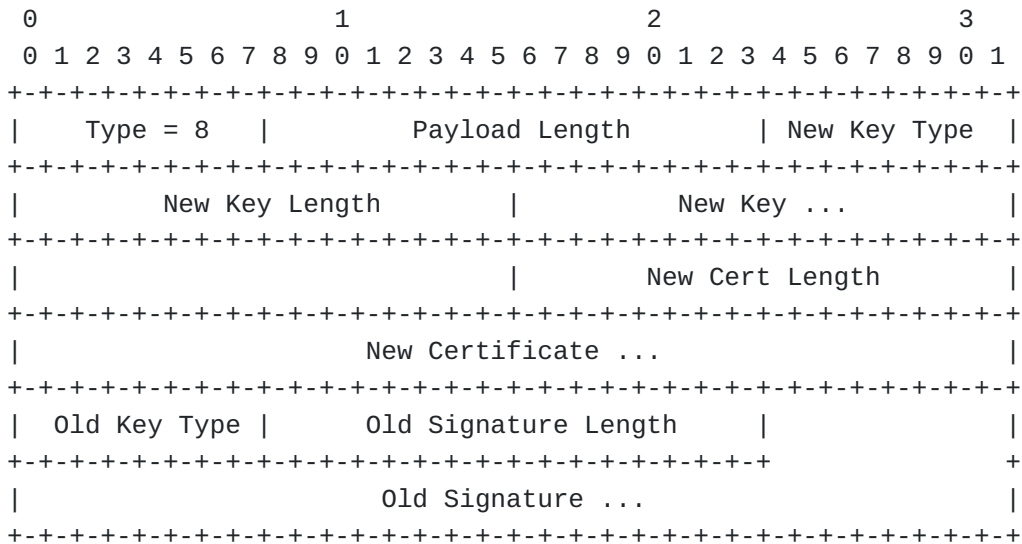 0                   1                   2                   3
 0 1 2 3 4 5 6 7 8 9 0 1 2 3 4 5 6 7 8 9 0 1 2 3 4 5 6 7 8 9 0 1
+-+-+-+-+-+-+-+-+-+-+-+-+-+-+-+-+-+-+-+-+-+-+-+-+-+-+-+-+-+-+-+-+
|    Type = 8   |         Payload Length        | New Key Type  |
+-+-+-+-+-+-+-+-+-+-+-+-+-+-+-+-+-+-+-+-+-+-+-+-+-+-+-+-+-+-+-+-+
|         New Key Length        |          New Key ...          |
+-+-+-+-+-+-+-+-+-+-+-+-+-+-+-+-+-+-+-+-+-+-+-+-+-+-+-+-+-+-+-+-+
|                               |        New Cert Length        |
+-+-+-+-+-+-+-+-+-+-+-+-+-+-+-+-+-+-+-+-+-+-+-+-+-+-+-+-+-+-+-+-+
|                      New Certificate ...                      |
+-+-+-+-+-+-+-+-+-+-+-+-+-+-+-+-+-+-+-+-+-+-+-+-+-+-+-+-+-+-+-+-+
|  Old Key Type |      Old Signature Length     |               |
+-+-+-+-+-+-+-+-+-+-+-+-+-+-+-+-+-+-+-+-+-+-+-+-+               +
|                       Old Signature ...                       |
+-+-+-+-+-+-+-+-+-+-+-+-+-+-+-+-+-+-+-+-+-+-+-+-+-+-+-+-+-+-+-+-+